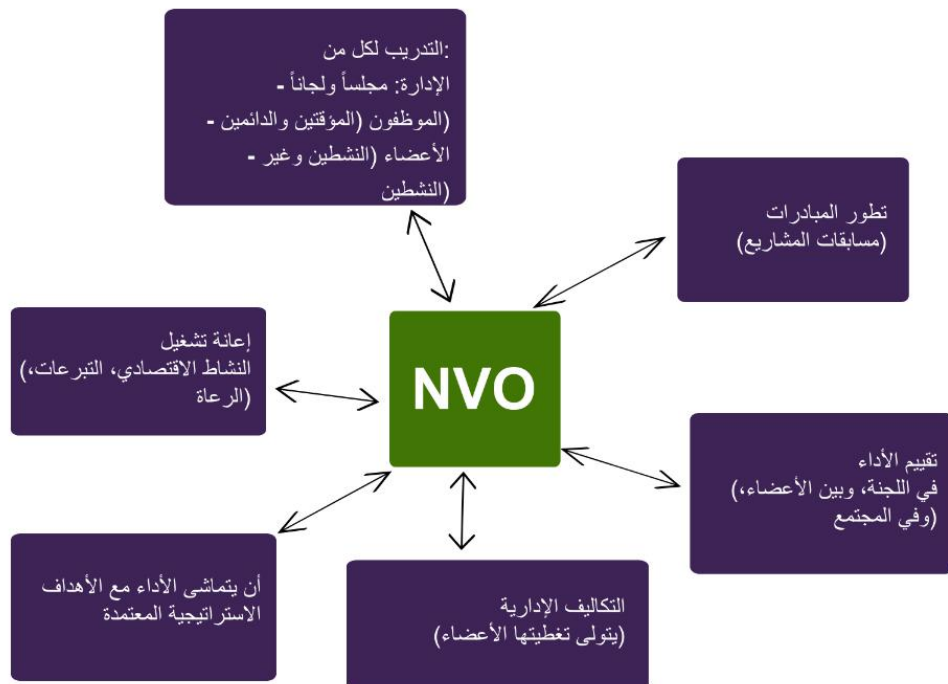 التدريب لكل من:
الإدارة: مجلساً ولجاناً -
الموظفون (المؤقتين والدائمين) -
الأعضاء (النشطين وغير -
النشطين)
تطور المبادرات
(مسابقات المشاريع)
إعانة تشغيل
(النشاط الاقتصادي، التبرعات،
الرعاة)
NVO
تقييم الأداء
(في اللجنة، وبين الأعضاء،
وفي المجتمع)
أن يتماشى الأداء مع الأهداف
الاستراتيجية المعتمدة
التكاليف الإدارية
(يتولى تغطيتها الأعضاء)